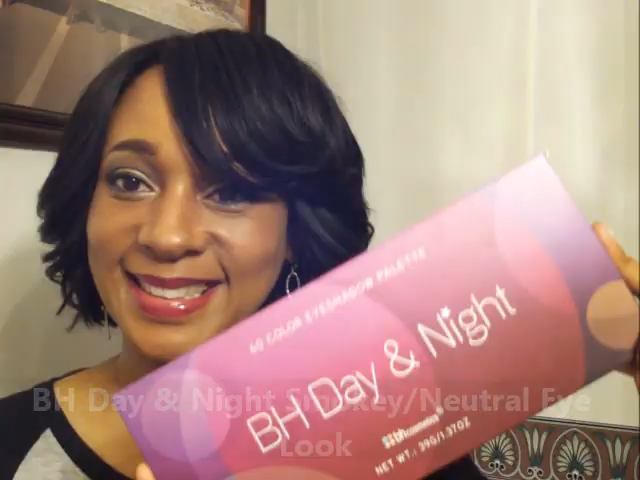 60 COLOR EYESHADOW PALETTE
BH Day & Night
bhcosmetics
NET WT., 39G/1.37OZ
BH Day & Night Smokey/Neutral Eye
Look